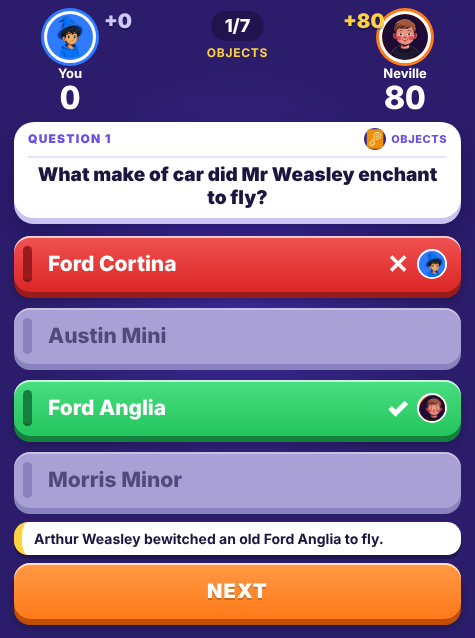 +0
1/7
+80
OBJECTS
You
Neville
0
80
QUESTION 1
OBJECTS
What make of car did Mr Weasley enchant
to fly?
Ford Cortina
Austin Mini
Ford Anglia
Morris Minor
Arthur Weasley bewitched an old Ford Anglia to fly.
NEXT